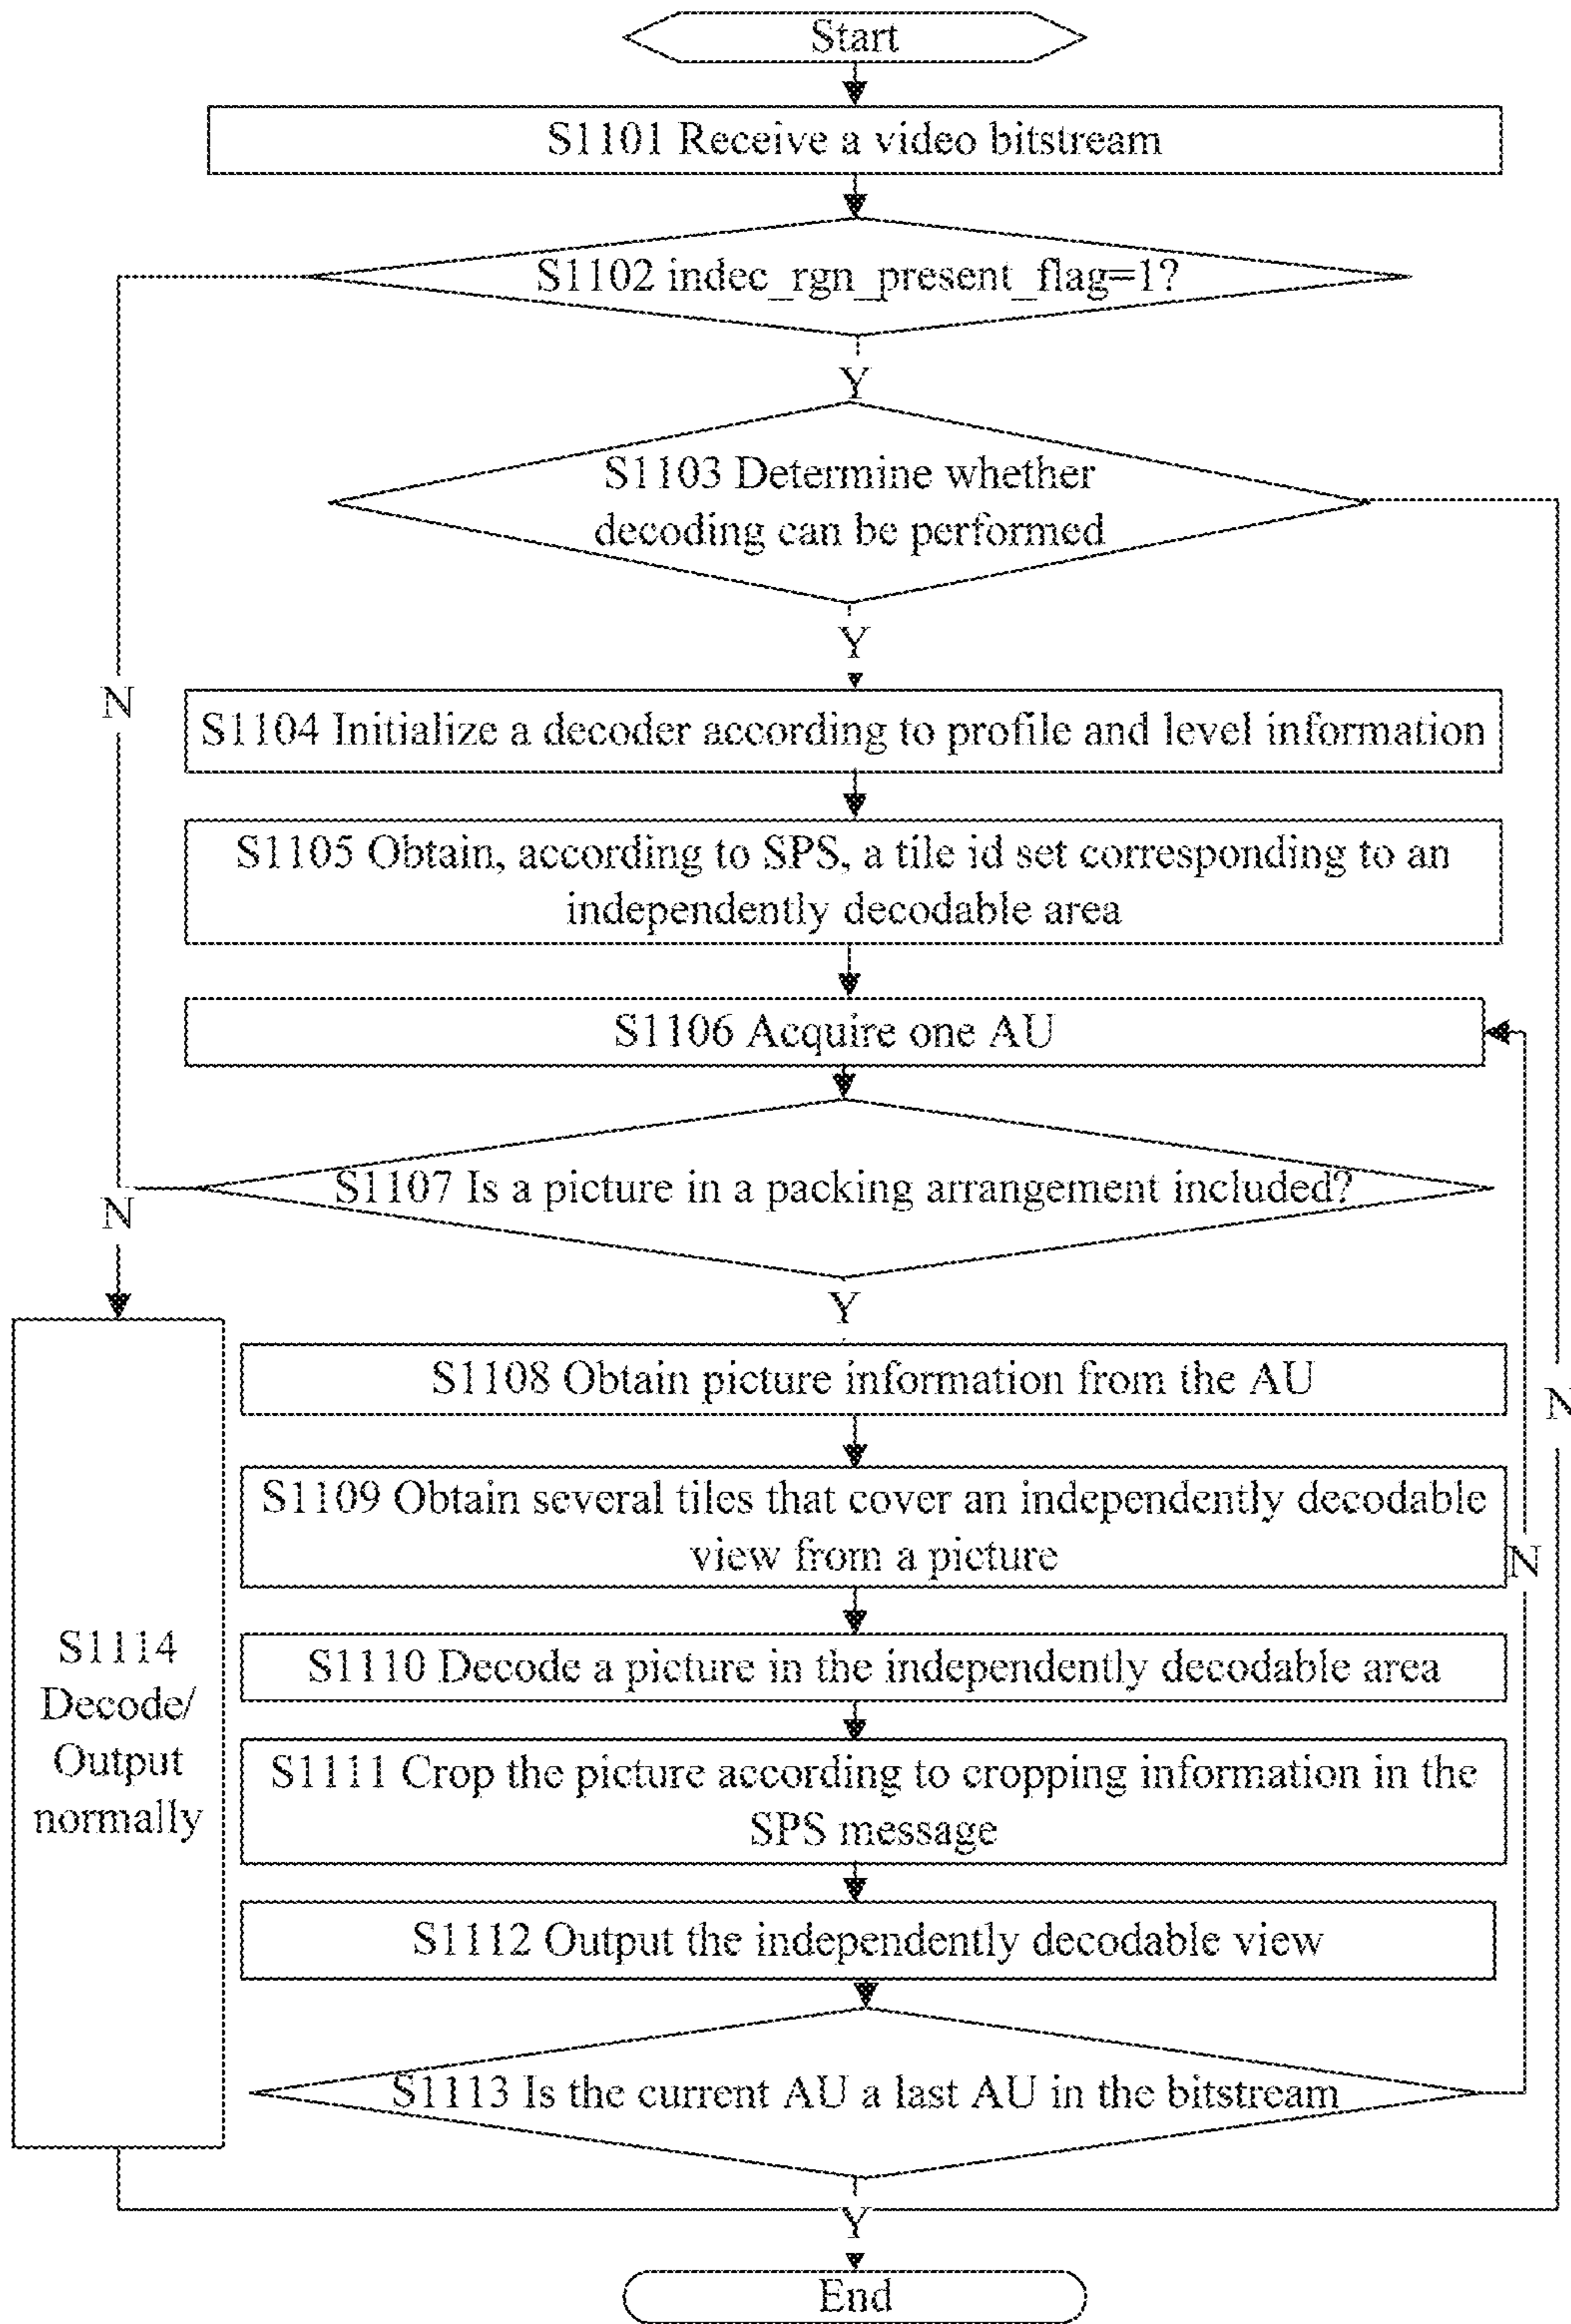 Start
S1101 Receive a video bitstream
S1102 indec_rgn_present_flag=1?
Y
S1103 Determine whether
decoding can be performed
Y
N
S1104 Initialize a decoder according to profile and level information
S1105 Obtain, according to SPS, a tile id set corresponding to an
independently decodable area
S1106 Acquire one AU
S1107 Is a picture in a packing arrangement included?
N
Y
S1108 Obtain picture information from the AU
N
S1109 Obtain several tiles that cover an independently decodable
view from a picture
N
S1110 Decode a picture in the independently decodable area
S1114
Decode/
Output
normally
S1111 Crop the picture according to cropping information in the
SPS message
S1112 Output the independently decodable view
S1113 Is the current AU a last AU in the bitstream
Y
End